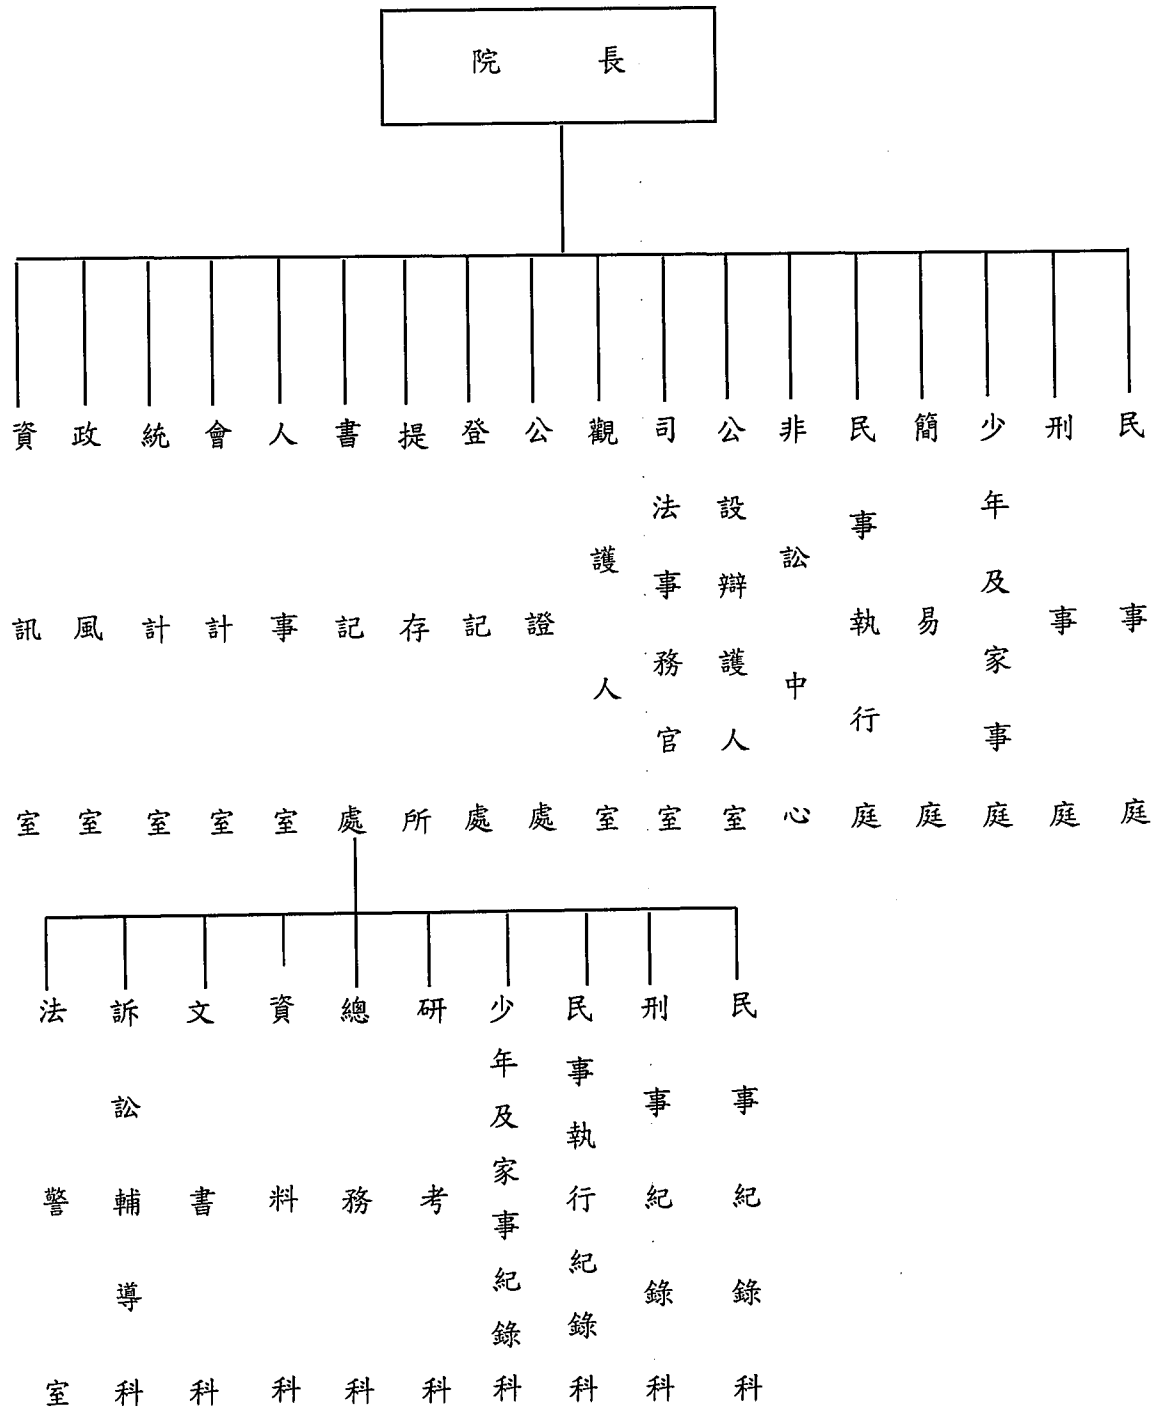 院長
民事庭
刑事庭
少年及家事庭
簡易庭
民事執行庭
非訟中心
公設辯護人室
司法事務官室
觀護人室
公證處
登記處
提存所
書記處
人事室
會計室
統計室
政風室
資訊室
民事紀錄科
刑事紀錄科
民事執行紀錄科
少年及家事紀錄科
研考科
總務科
資料科
文書科
訴訟輔導科
法警室